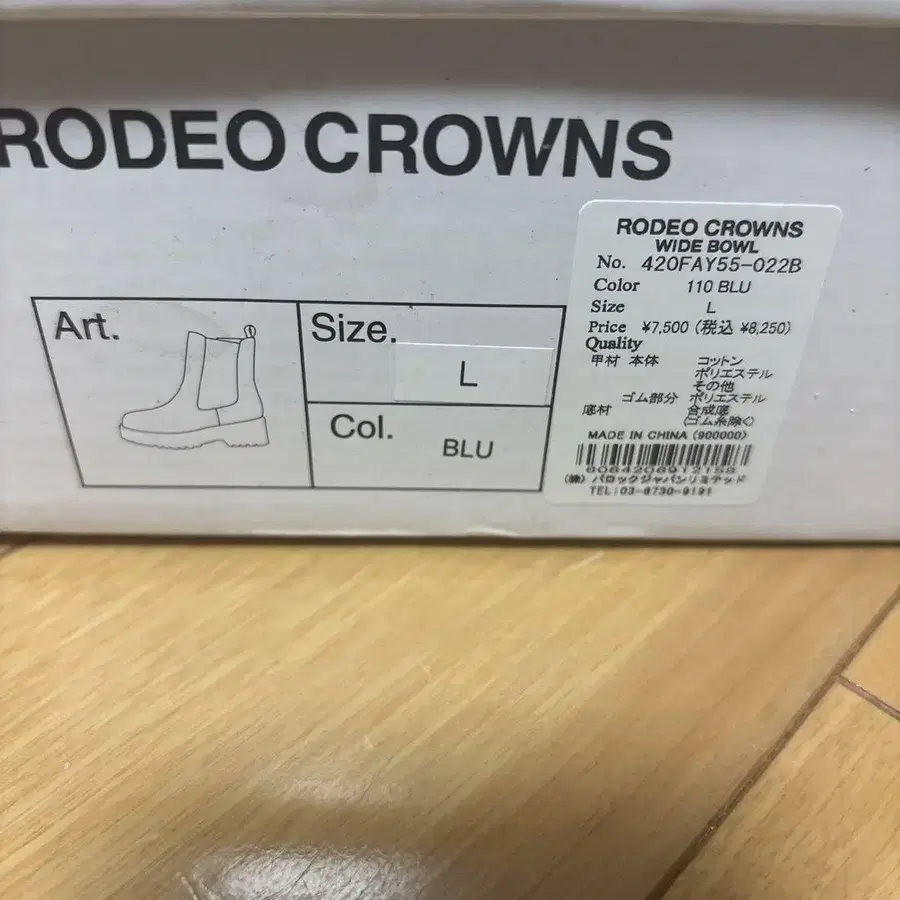 RODEO CROWNS
Art.
Size.
L
Col.
BLU
RODEO CROWNS
WIDE BOWL
No. 420FAY55-022B
Color 110 BLU
Size L
Price ¥7,500 (税込 ¥8,250)
Quality
甲材 本体 コットン
ポリエステル
その他
ゴム部分 ポリエステル
底材 合成底
(ゴム糸除く)
MADE IN CHINA (900000)
(株) バロックジャパンリミテッド
TEL:03-6730-9191